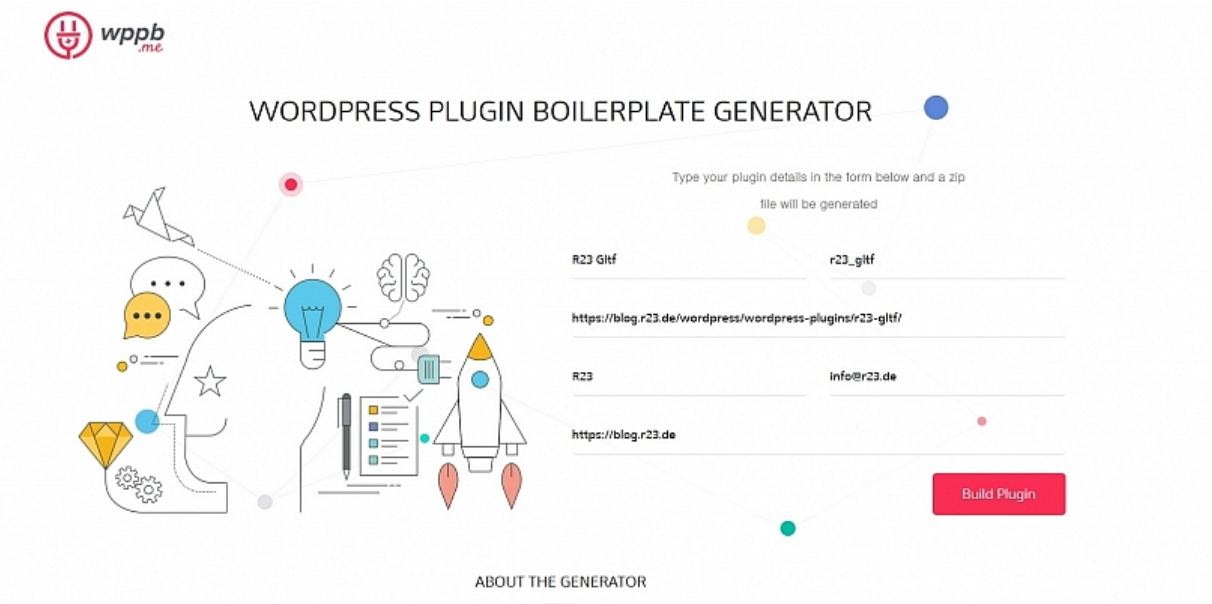 wppb
.me
WORDPRESS PLUGIN BOILERPLATE GENERATOR
Type your plugin details in the form below and a zip
file will be generated
R23 Gltf
r23_gltf
https://blog.r23.de/wordpress/wordpress-plugins/r23-gltf/
R23
info@r23.de
https://blog.r23.de
Build Plugin
ABOUT THE GENERATOR